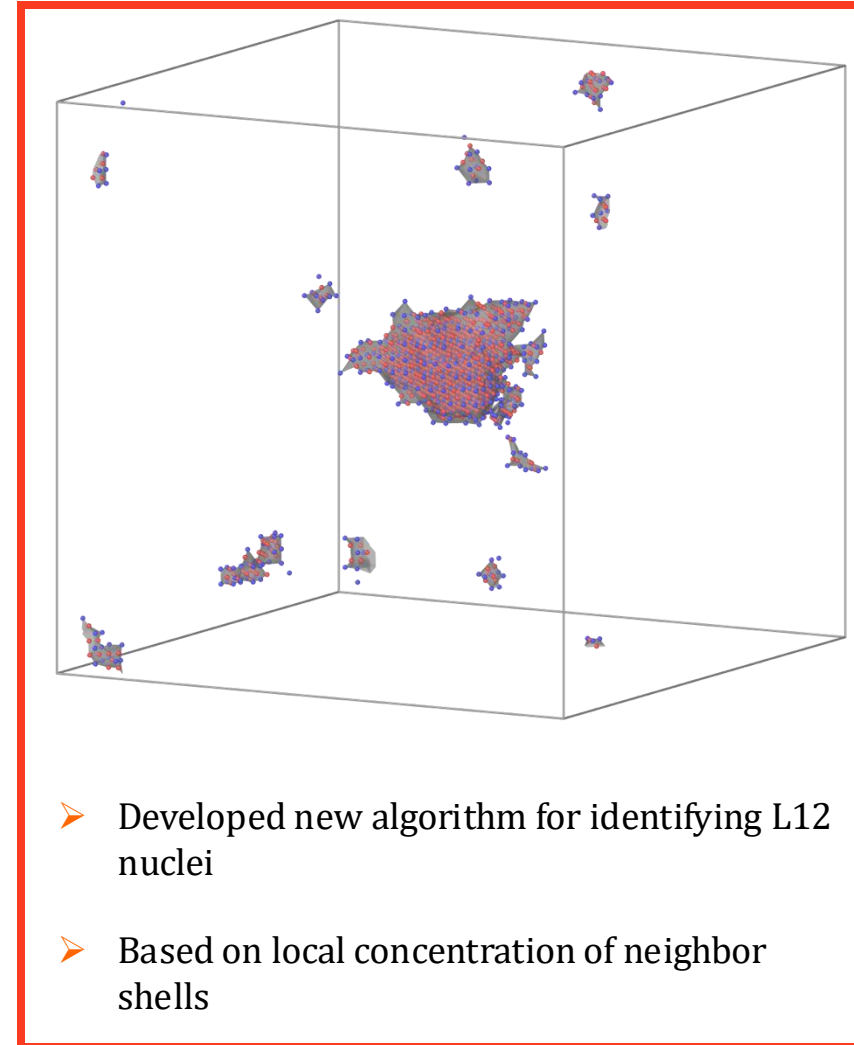 ➢ Developed new algorithm for identifying L12
nuclei
➢ Based on local concentration of neighbor
shells